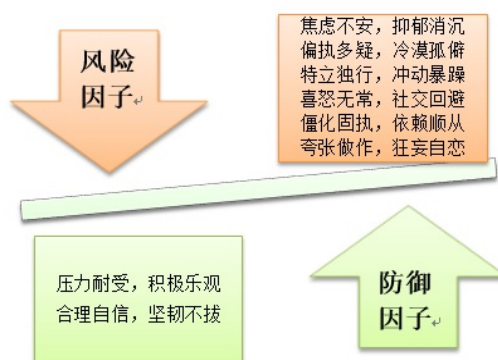 风险
因子
焦虑不安，抑郁消沉
偏执多疑，冷漠孤僻
特立独行，冲动暴躁
喜怒无常，社交回避
僵化固执，依赖顺从
夸张做作，狂妄自恋
压力耐受，积极乐观
合理自信，坚韧不拔
防御
因子